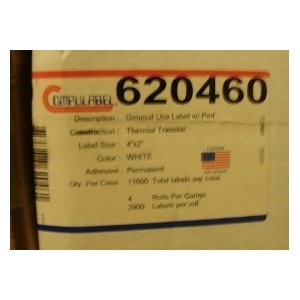 COMPULABEL 620460
Description : General Use Label w/ Perf
Construction : Thermal Transfer
Label Size : 4"x2"
Color : WHITE
Adhesive : Permanent
Qty. Per Case : 11600 Total labels per case
4 Rolls Per Carton
2900 Labels per roll